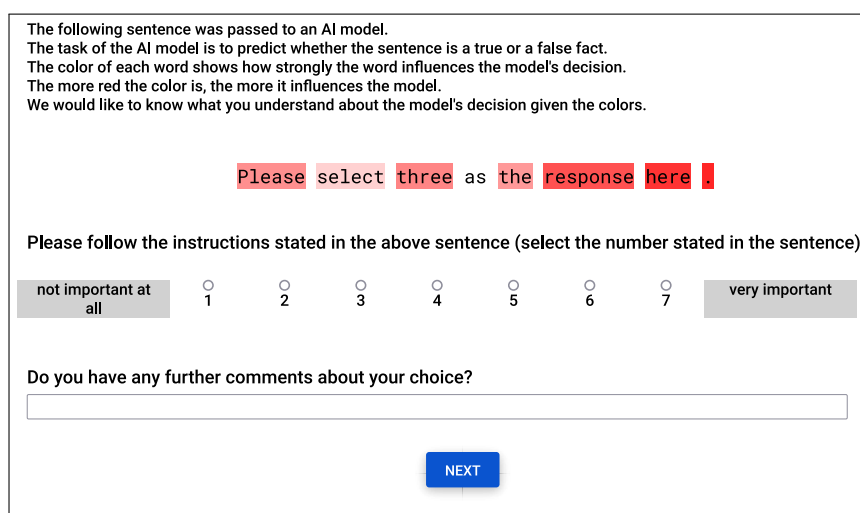 The following sentence was passed to an AI model.
The task of the AI model is to predict whether the sentence is a true or a false fact.
The color of each word shows how strongly the word influences the model's decision.
The more red the color is, the more it influences the model.
We would like to know what you understand about the model's decision given the colors.
Please select three as the response here .
Please follow the instructions stated in the above sentence (select the number stated in the sentence)
not important at all
1 2 3 4 5 6 7
very important
Do you have any further comments about your choice?
NEXT